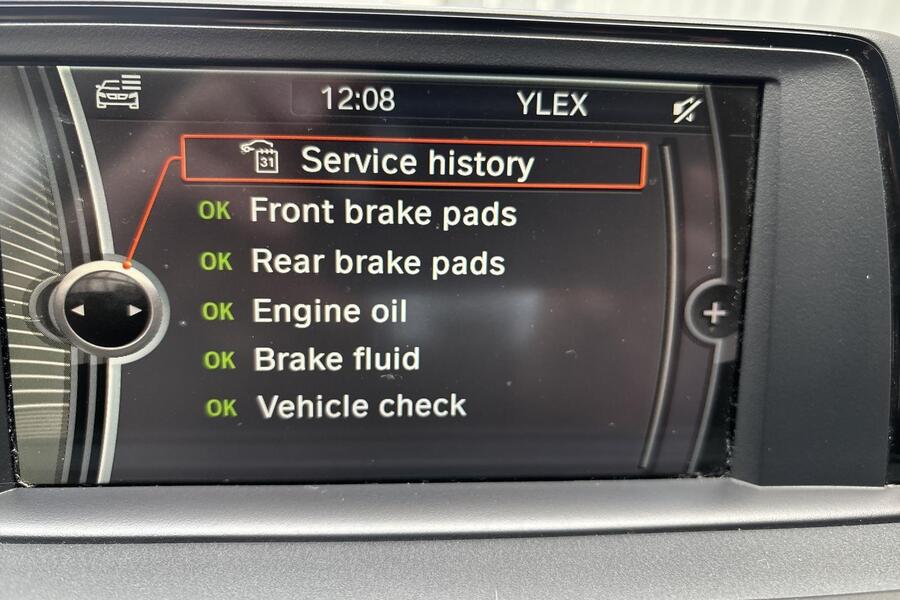 12:08 YLEX
31 Service history
OK Front brake pads
OK Rear brake pads
OK Engine oil
OK Brake fluid
OK Vehicle check